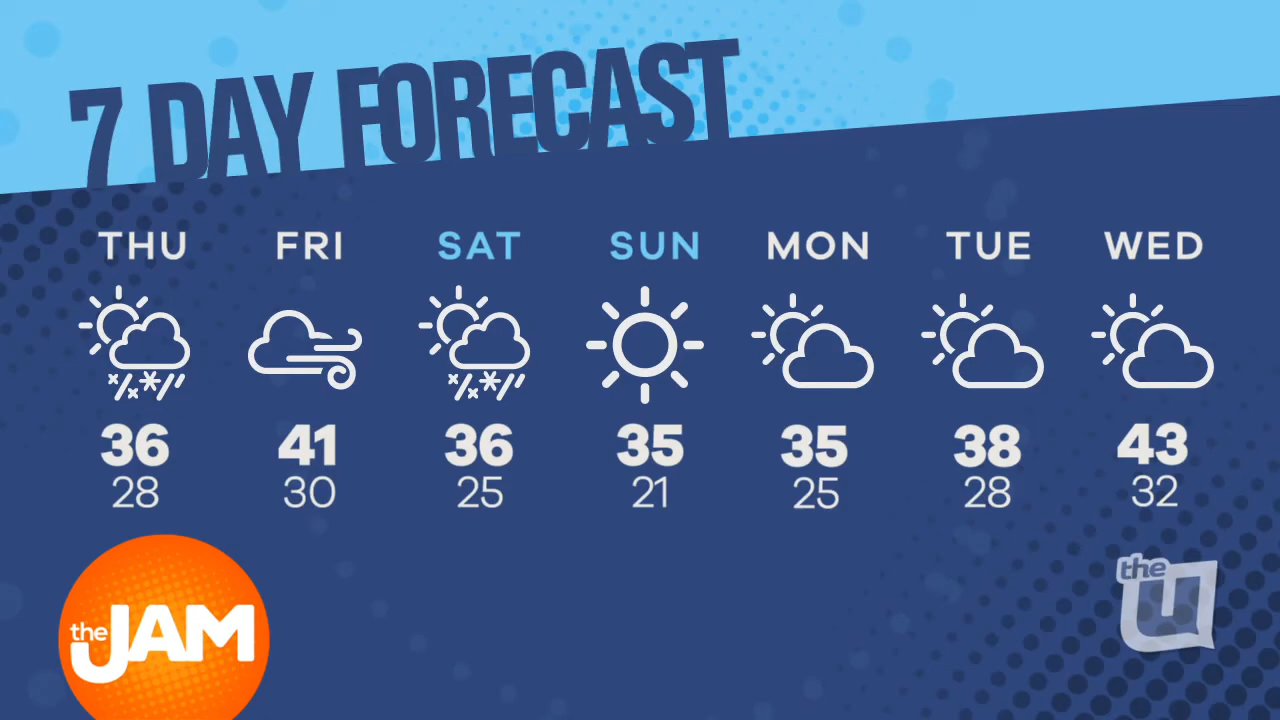 7 DAY FORECAST
THU FRI SAT SUN MON TUE WED
36 41 36 35 35 38 43
28 30 25 21 25 28 32
the JAM
the U